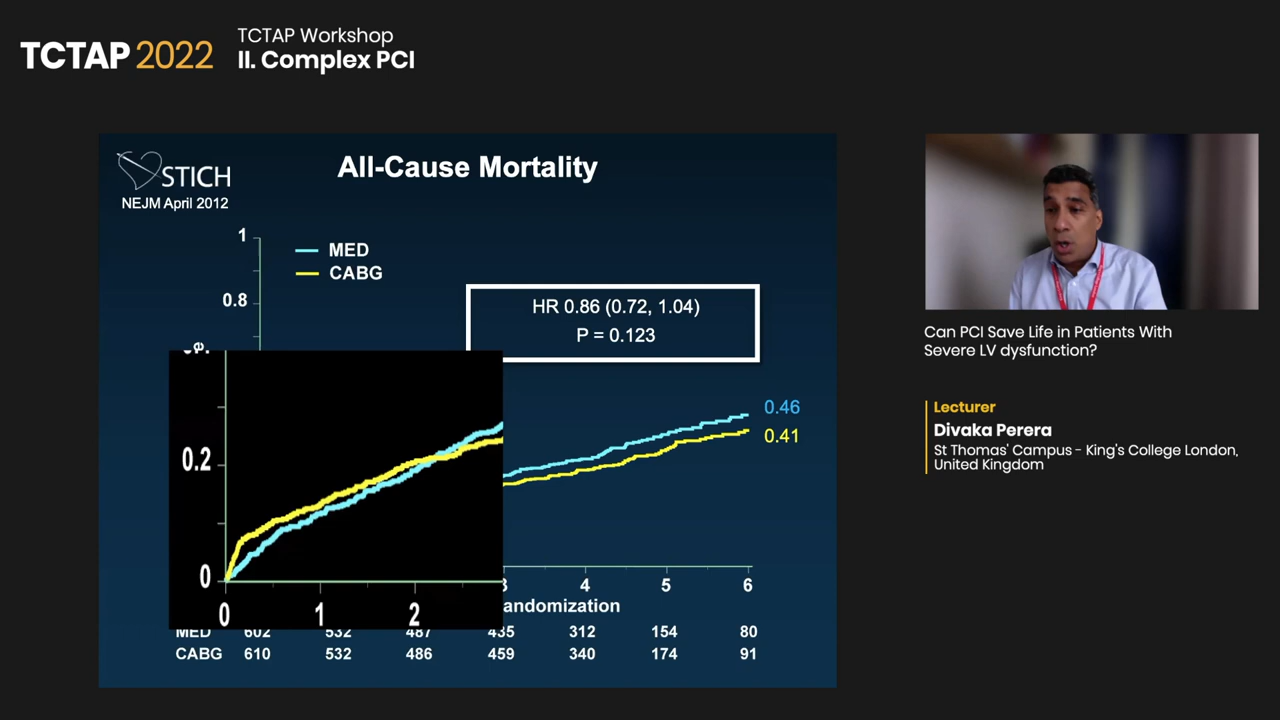 TCTAP 2022
TCTAP Workshop
II. Complex PCI
STICH
NEJM April 2012
All-Cause Mortality
1
0.8
MED
CABG
HR 0.86 (0.72, 1.04)
P = 0.123
0.2
0
0 1 2
0.46
0.41
3 4 5 6
andomization
MED 602 532 487 435 312 154 80
CABG 610 532 486 459 340 174 91
Can PCI Save Life in Patients With
Severe LV dysfunction?
Lecturer
Divaka Perera
St Thomas' Campus - King's College London,
United Kingdom